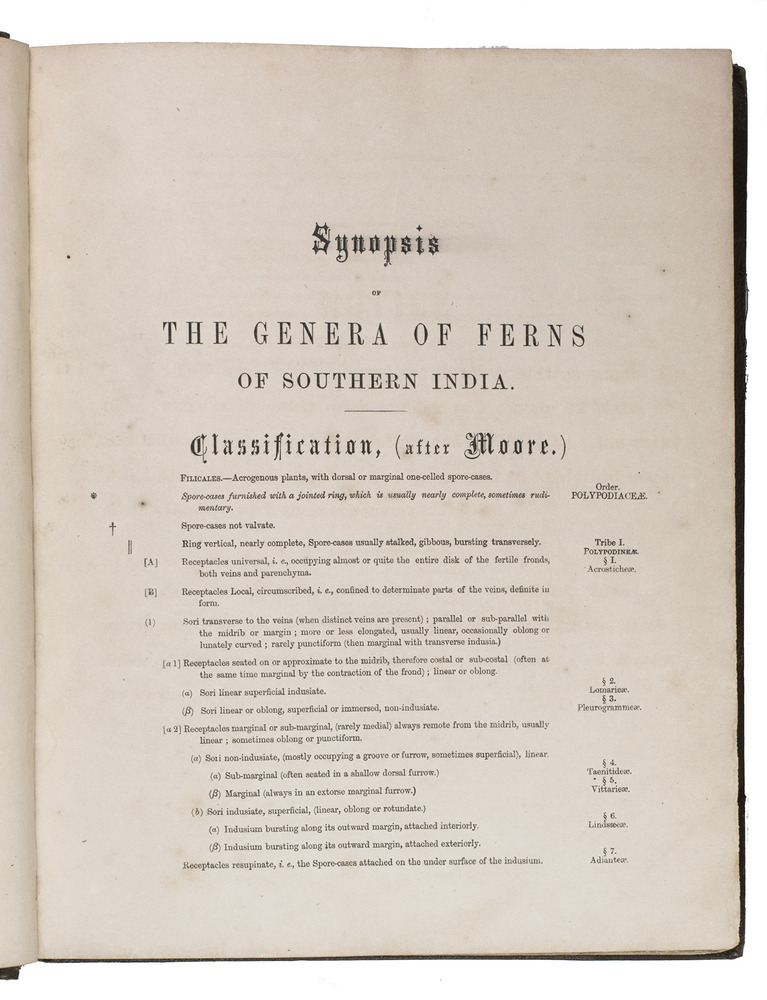 Synopsis
OF
THE GENERA OF FERNS
OF SOUTHERN INDIA.
Classification, (after Moore.)
FILICALES.—Acrogenous plants, with dorsal or marginal one-celled spore-cases.
Order.
* Spore-cases furnished with a jointed ring, which is usually nearly complete, sometimes rudi- POLYPODIACEÆ.
mentary.
† Spore-cases not valvate.
|| Ring vertical, nearly complete, Spore-cases usually stalked, gibbous, bursting transversely. Tribe I.
POLYPODINEÆ.
[A] Receptacles universal, i. e., occupying almost or quite the entire disk of the fertile fronds, § 1.
both veins and parenchyma. Acrosticheæ.
[B] Receptacles Local, circumscribed, i. e., confined to determinate parts of the veins, definite in
form.
(1) Sori transverse to the veins (when distinct veins are present) ; parallel or sub-parallel with
the midrib or margin ; more or less elongated, usually linear, occasionally oblong or
lunately curved ; rarely punctiform (then marginal with transverse indusia.)
[a 1] Receptacles seated on or approximate to the midrib, therefore costal or sub-costal (often at
the same time marginal by the contraction of the frond) ; linear or oblong.
§ 2.
(α) Sori linear superficial indusiate. Lomarieæ.
§ 3.
(β) Sori linear or oblong, superficial or immersed, non-indusiate. Pleurogrammeæ.
[a 2] Receptacles marginal or sub-marginal, (rarely medial) always remote from the midrib, usually
linear ; sometimes oblong or punctiform.
(a) Sori non-indusiate, (mostly occupying a groove or furrow, sometimes superficial), linear.
§ 4.
(α) Sub-marginal (often seated in a shallow dorsal furrow.) Taenitideæ.
§ 5.
(β) Marginal (always in an extorse marginal furrow.) Vittarieæ.
(b) Sori indusiate, superficial, (linear, oblong or rotundate.)
§ 6.
(α) Indusium bursting along its outward margin, attached interiorly. Lindsæeæ.
(β) Indusium bursting along its outward margin, attached exteriorly.
§ 7.
Receptacles resupinate, i. e., the Spore-cases attached on the under surface of the indusium. Adianteæ.